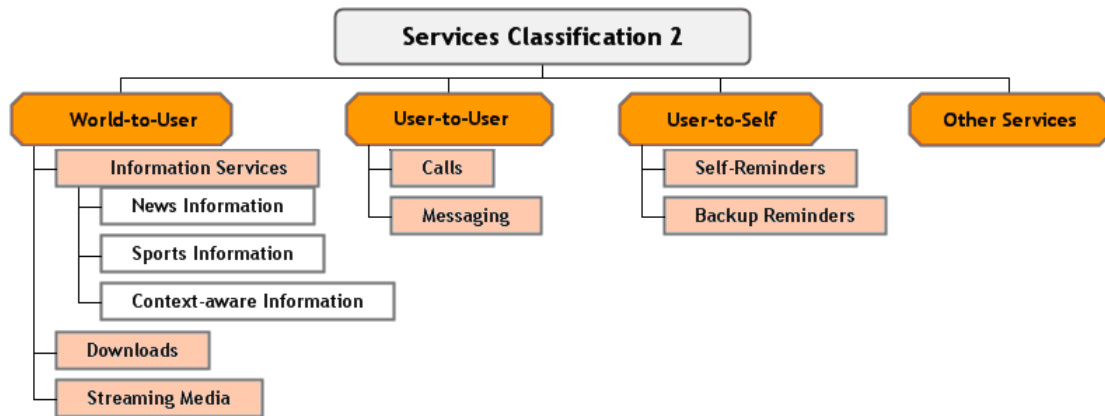 Services Classification 2
World-to-User
User-to-User
User-to-Self
Other Services
Information Services
Calls
Self-Reminders
News Information
Messaging
Backup Reminders
Sports Information
Context-aware Information
Downloads
Streaming Media